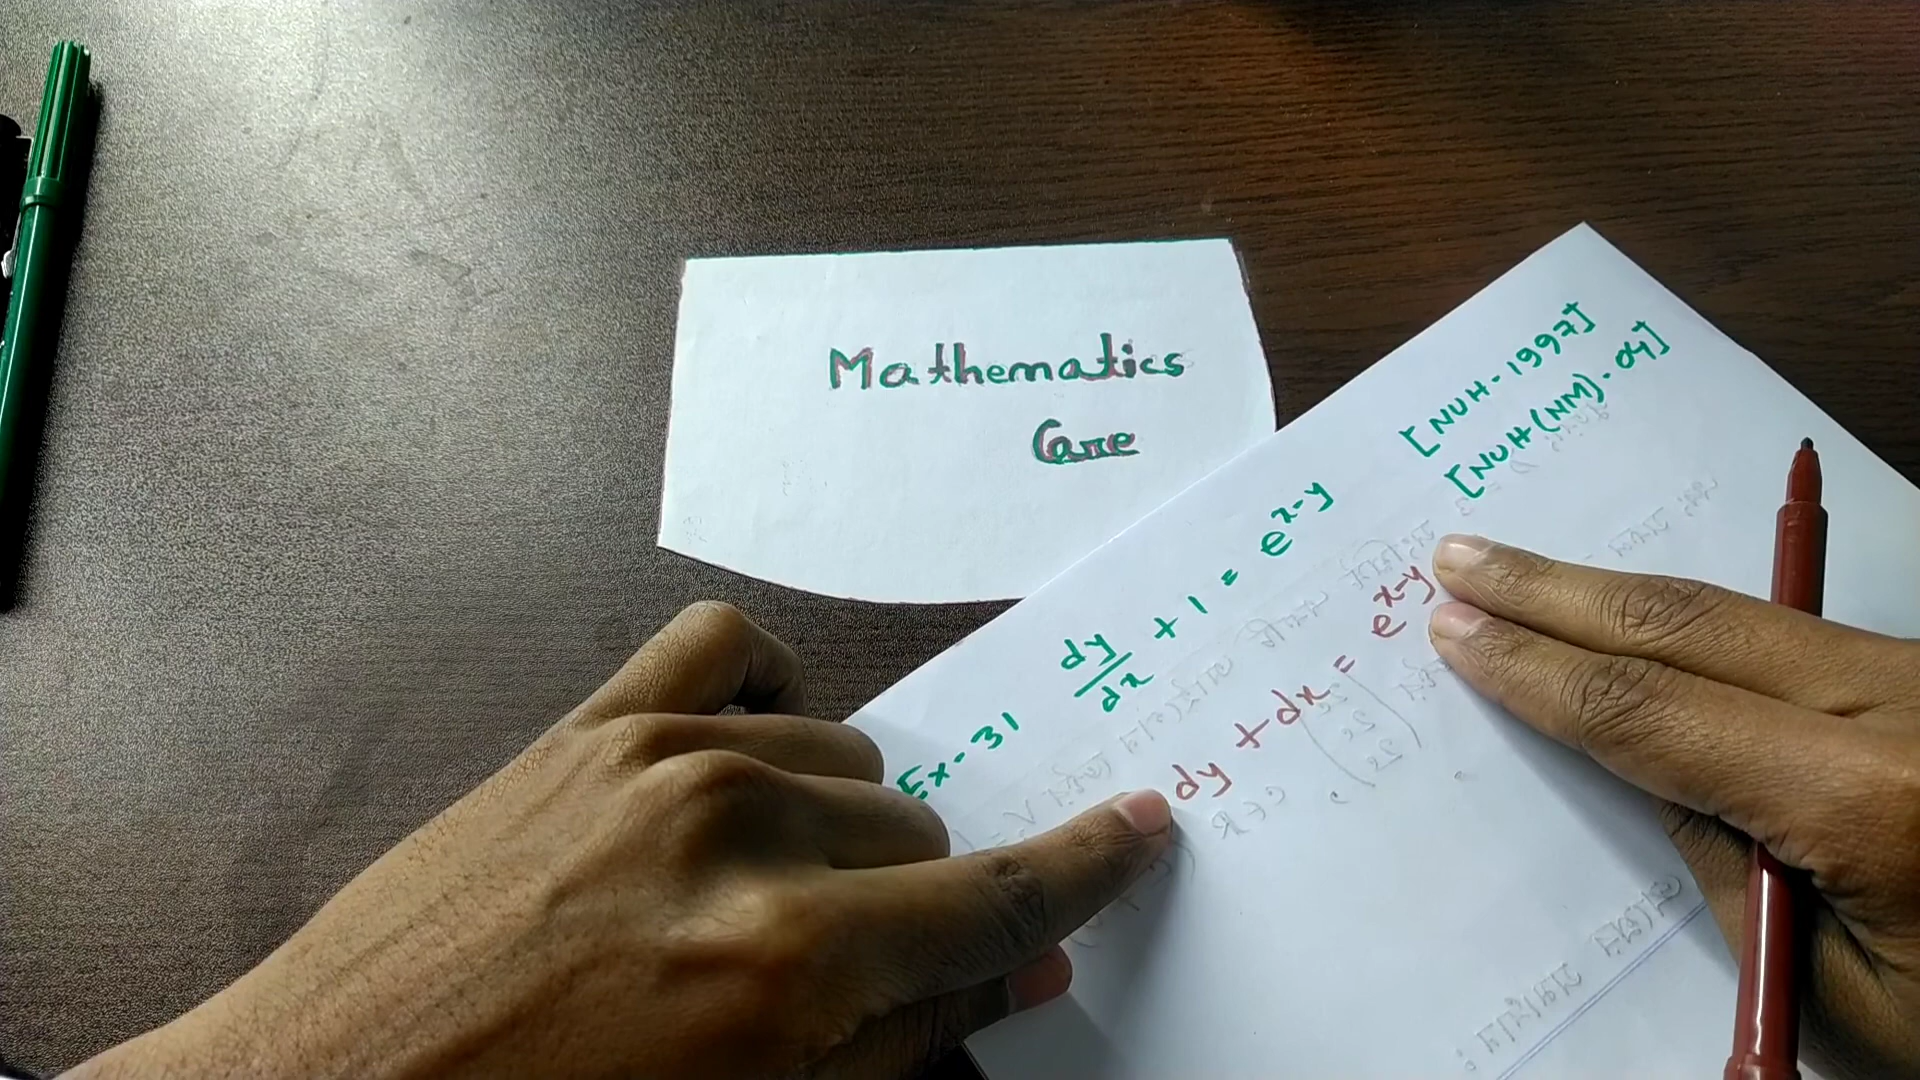 Mathematics
Care
[NUH - 1997]
[NUH (NM) - 04]
Ex - 31 dy/dx + 1 = e^{x-y}
dy + dx = e^{x-y}